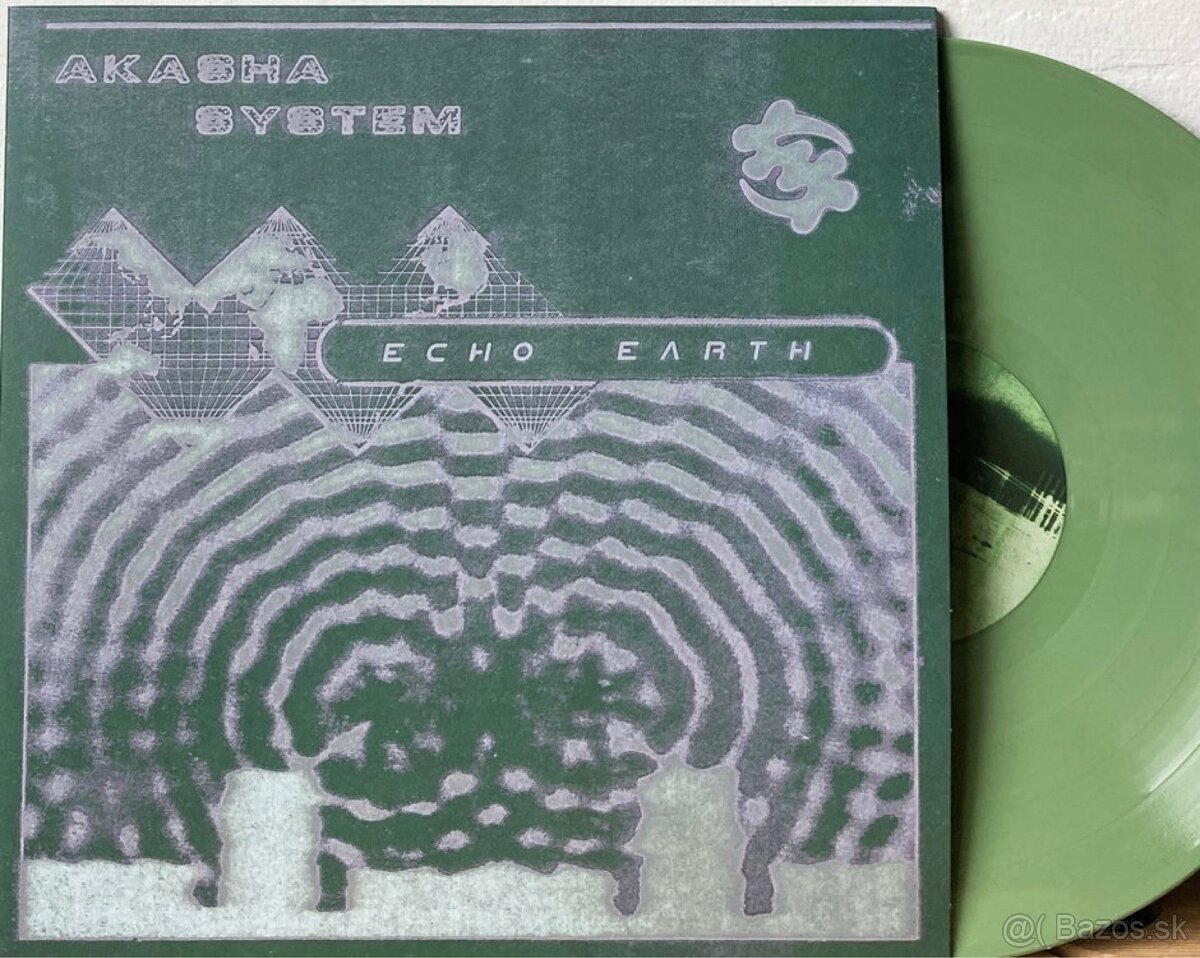 AKASHA
SYSTEM
ECHO EARTH
@( Bazos.sk